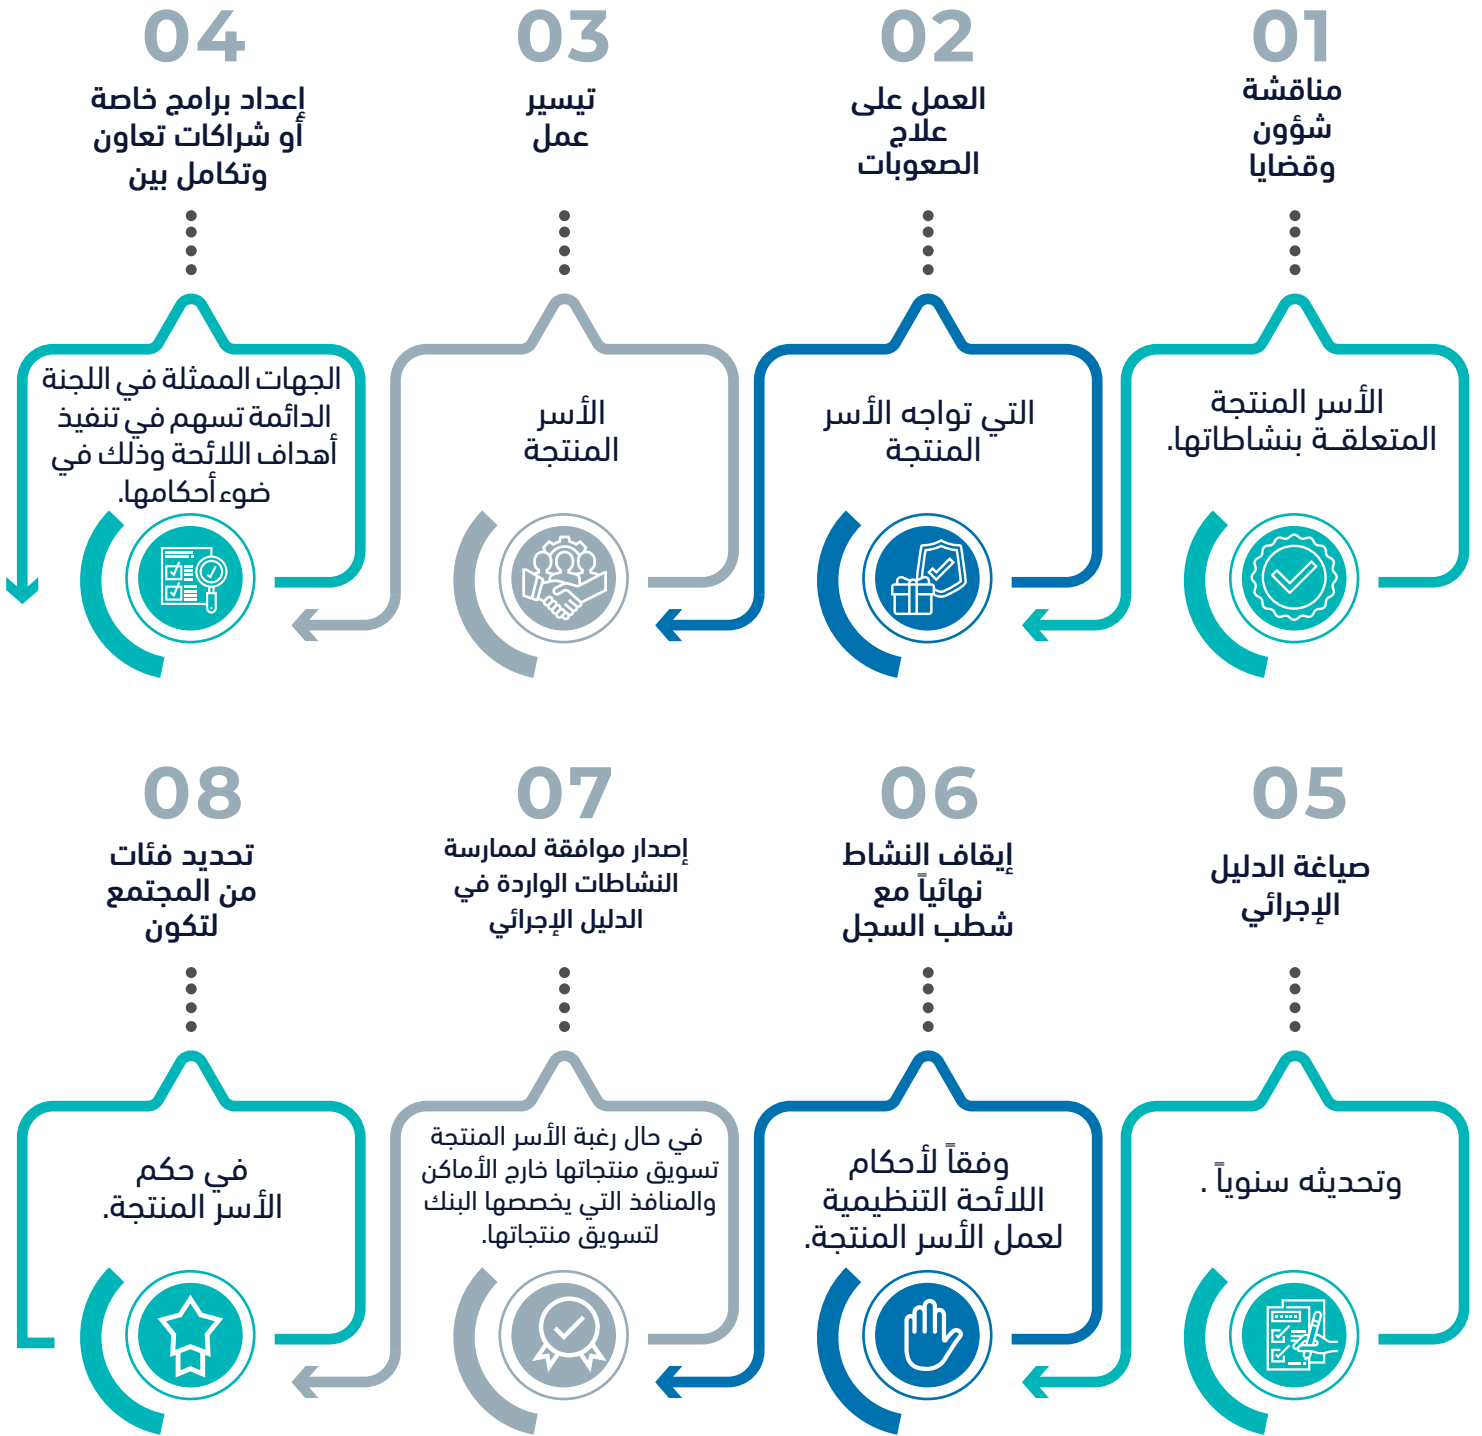 01
مناقشة
شؤون
وقضايا
الأسر المنتجة
المتعلقــة بنشاطاتها.
02
العمل على
علاج
الصعوبات
التي تواجه الأسر
المنتجة
03
تيسير
عمل
الأسر
المنتجة
04
إعداد برامج خاصة
أو شراكات تعاون
وتكامل بين
الجهات الممثلة في اللجنة
الدائمة تسهم في تنفيذ
أهداف اللائحة وذلك في
ضوء أحكامها.
05
صياغة الدليل
الإجرائي
وتحديثه سنوياً .
06
إيقاف النشاط
نهائياً مع
شطب السجل
وفقاً لأحكام
اللائحة التنظيمية
لعمل الأسر المنتجة.
07
إصدار موافقة لممارسة
النشاطات الواردة في
الدليل الإجرائي
في حال رغبة الأسر المنتجة
تسويق منتجاتها خارج الأماكن
والمنافذ التي يخصصها البنك
لتسويق منتجاتها.
08
تحديد فئات
من المجتمع
لتكون
في حكم
الأسر المنتجة.